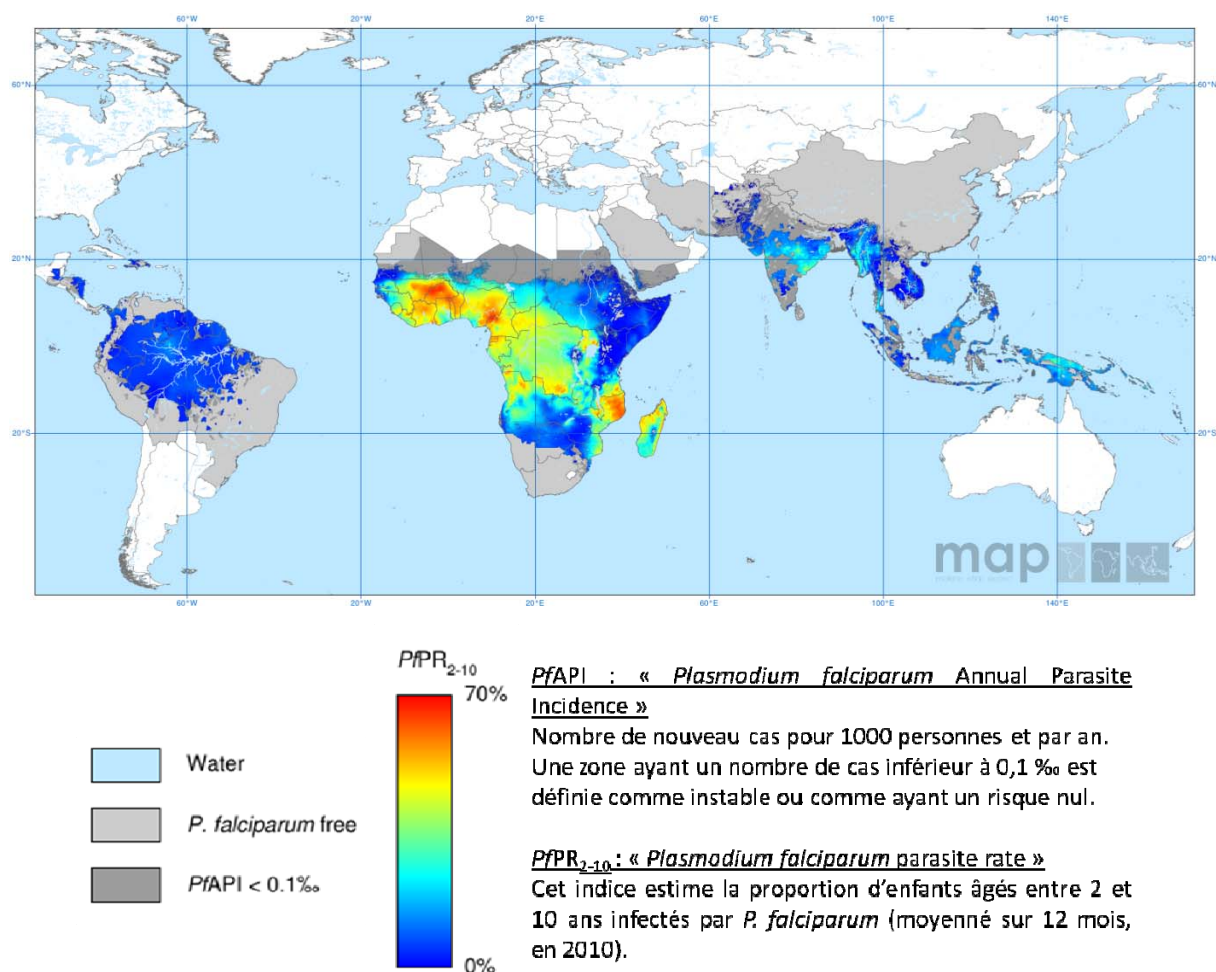 60°W 20°W 20°E 60°E 100°E 140°E
60°N 60°N
20°N 20°N
20°S 20°S
map
60°W 20°W 20°E 60°E 100°E 140°E
PfPR2-10
70%
0%
Water
P. falciparum free
PfAPI < 0.1‰
PfAPI : « Plasmodium falciparum Annual Parasite
Incidence »
Nombre de nouveau cas pour 1000 personnes et par an.
Une zone ayant un nombre de cas inférieur à 0,1 ‰ est
définie comme instable ou comme ayant un risque nul.
PfPR2-10 : « Plasmodium falciparum parasite rate »
Cet indice estime la proportion d'enfants âgés entre 2 et
10 ans infectés par P. falciparum (moyenné sur 12 mois,
en 2010).